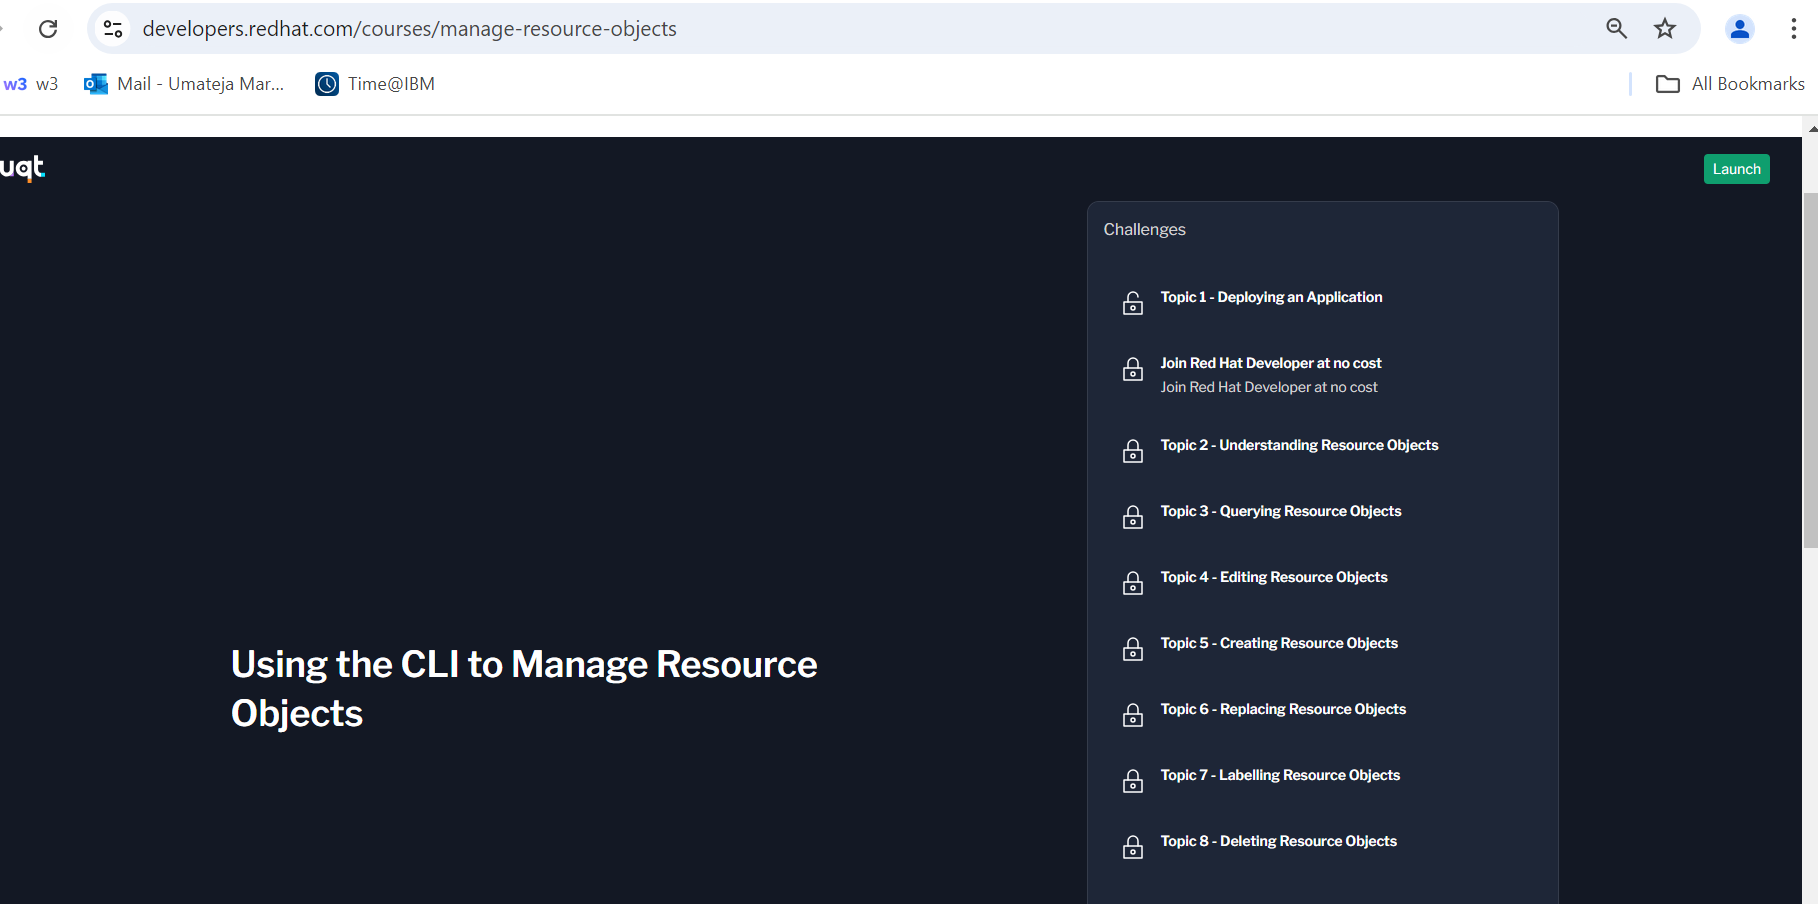 developers.redhat.com/courses/manage-resource-objects
w3 w3 Mail - Umateja Mar... Time@IBM All Bookmarks
uqt
Launch
Challenges
Topic 1 - Deploying an Application
Join Red Hat Developer at no cost
Join Red Hat Developer at no cost
Topic 2 - Understanding Resource Objects
Topic 3 - Querying Resource Objects
Topic 4 - Editing Resource Objects
Topic 5 - Creating Resource Objects
Topic 6 - Replacing Resource Objects
Topic 7 - Labelling Resource Objects
Topic 8 - Deleting Resource Objects
Using the CLI to Manage Resource
Objects